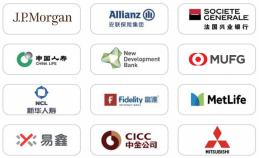 J.P.Morgan
Allianz
安联保险集团
SOCIETE
GENERALE
法国兴业银行
中国人寿
CHINA LIFE
New
Development
Bank
MUFG
NCL
新华人寿
Fidelity 富達
MetLife
易鑫
CICC
中金公司
MITSUBISHI